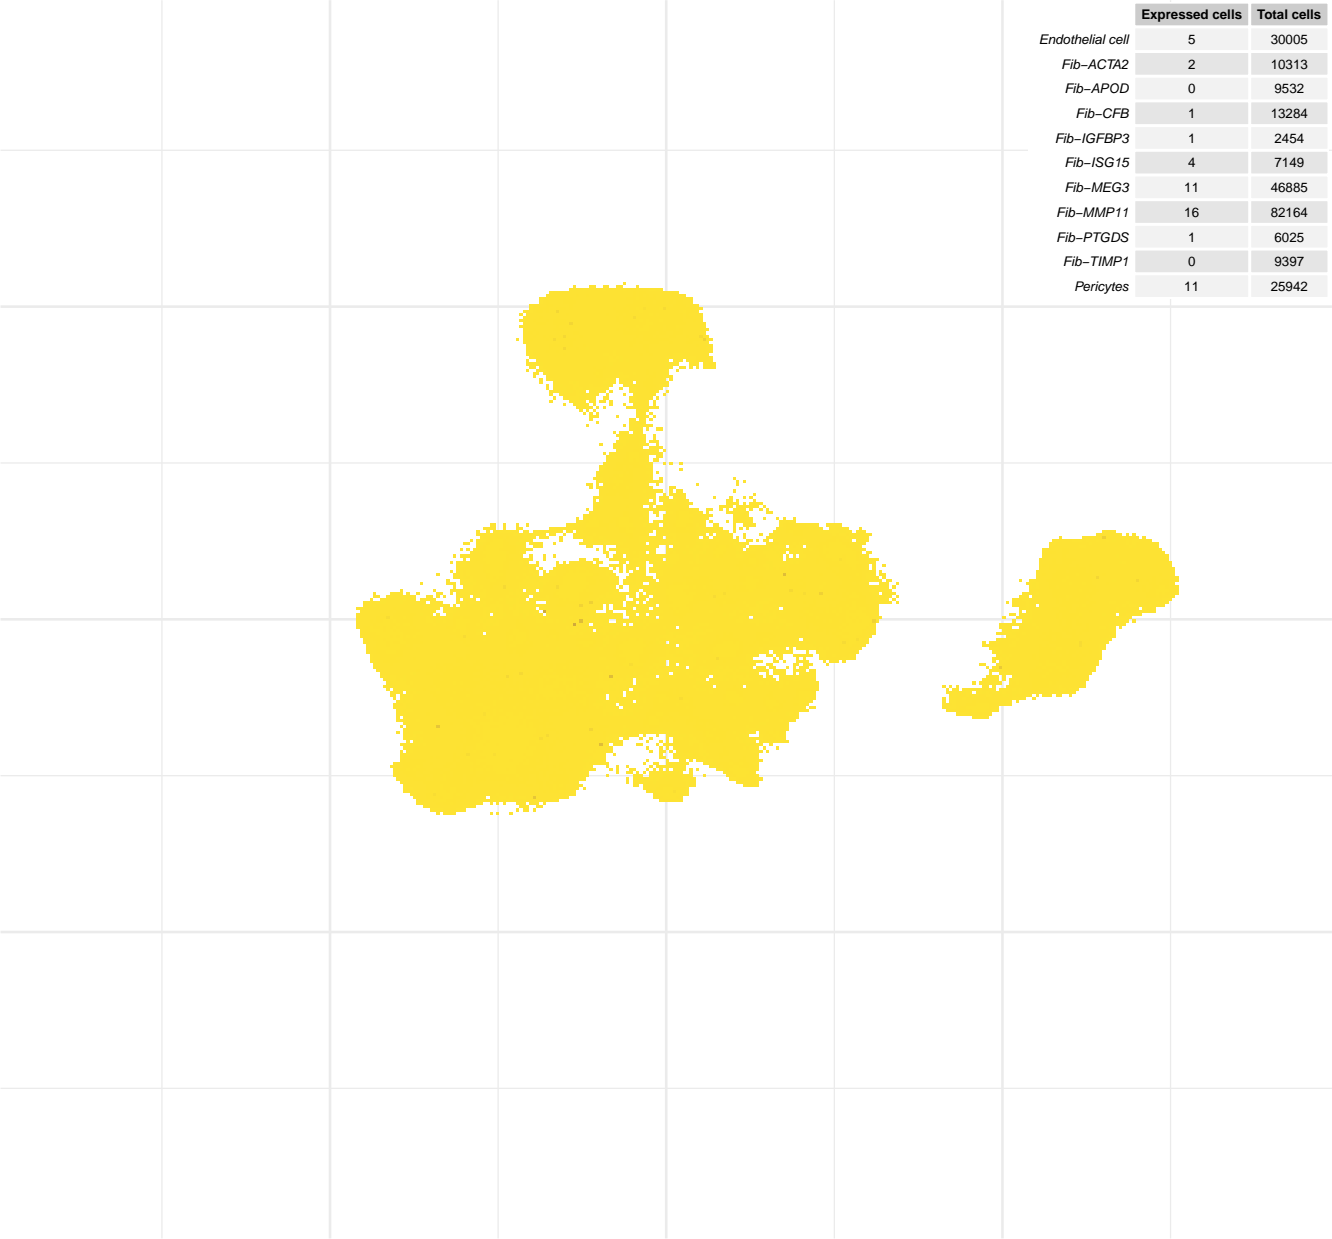 Expressed cells Total cells
Endothelial cell 5 30005
Fib−ACTA2 2 10313
Fib−APOD 0 9532
Fib−CFB 1 13284
Fib−IGFBP3 1 2454
Fib−ISG15 4 7149
Fib−MEG3 11 46885
Fib−MMP11 16 82164
Fib−PTGDS 1 6025
Fib−TIMP1 0 9397
Pericytes 11 25942